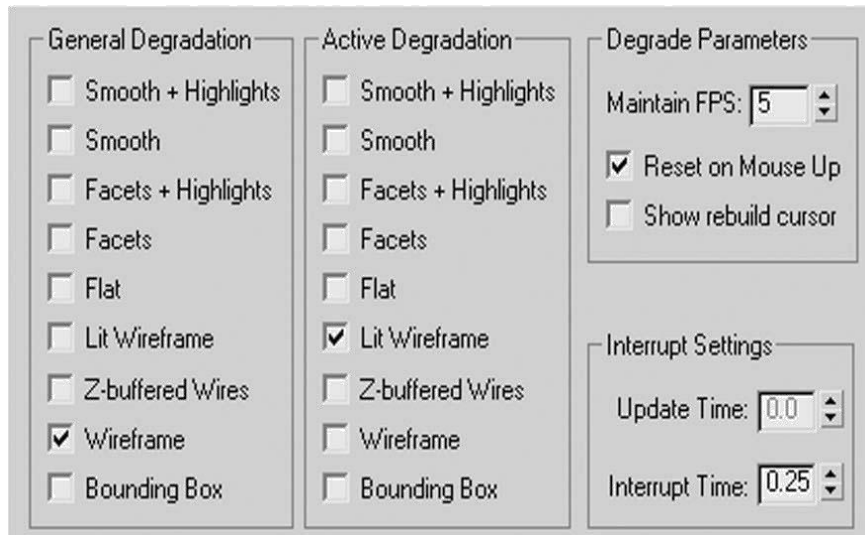 General Degradation
Smooth + Highlights
Smooth
Facets + Highlights
Facets
Flat
Lit Wireframe
Z-buffered Wires
Wireframe
Bounding Box
Active Degradation
Smooth + Highlights
Smooth
Facets + Highlights
Facets
Flat
Lit Wireframe
Z-buffered Wires
Wireframe
Bounding Box
Degrade Parameters
Maintain FPS: 5
Reset on Mouse Up
Show rebuild cursor
Interrupt Settings
Update Time: 0.0
Interrupt Time: 0.25